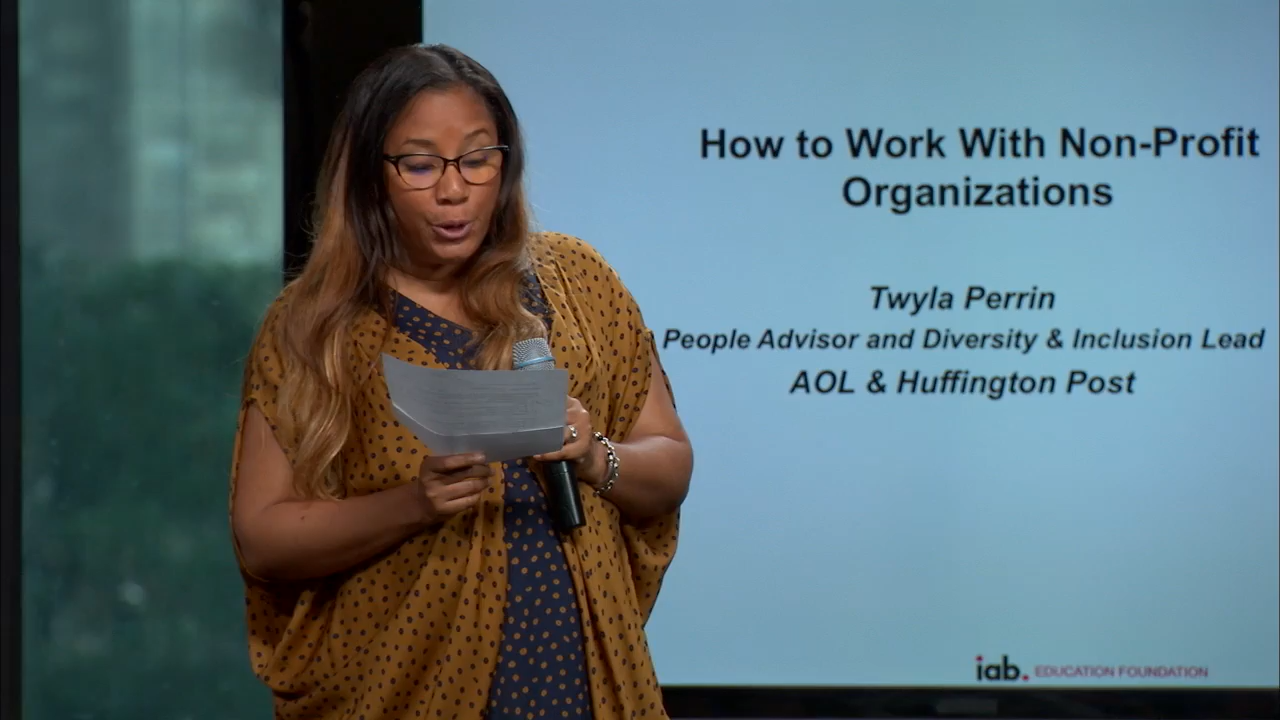 How to Work With Non-Profit
Organizations
Twyla Perrin
People Advisor and Diversity & Inclusion Lead
AOL & Huffington Post
iab. EDUCATION FOUNDATION